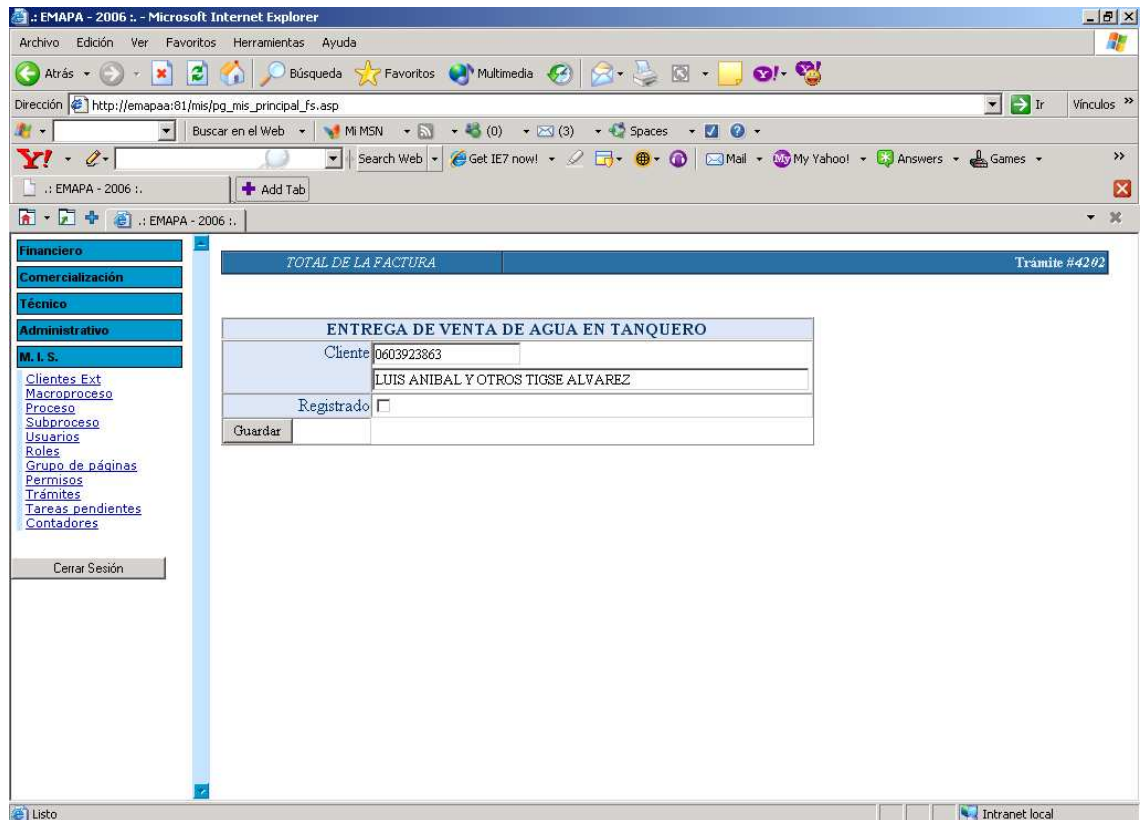 .: EMAPA - 2006 :. - Microsoft Internet Explorer
Archivo Edición Ver Favoritos Herramientas Ayuda
Atrás Búsqueda Favoritos Multimedia
Dirección http://emapaa:81/mis/pg_mis_principal_fs.asp Ir Vínculos »
Buscar en el Web Mi MSN (0) (3) Spaces
Y! Search Web Get IE7 now! Mail My Yahoo! Answers Games »
.: EMAPA - 2006 :. Add Tab
.: EMAPA - 2006 :.
Financiero
Comercialización
Técnico
Administrativo
M. I. S.
Clientes Ext
Macroproceso
Proceso
Subproceso
Usuarios
Roles
Grupo de páginas
Permisos
Trámites
Tareas pendientes
Contadores
Cerrar Sesión
TOTAL DE LA FACTURA Trámite #4202
ENTREGA DE VENTA DE AGUA EN TANQUERO
Cliente 0603923863
LUIS ANIBAL Y OTROS TIGSE ALVAREZ
Registrado
Guardar
Listo Intranet local